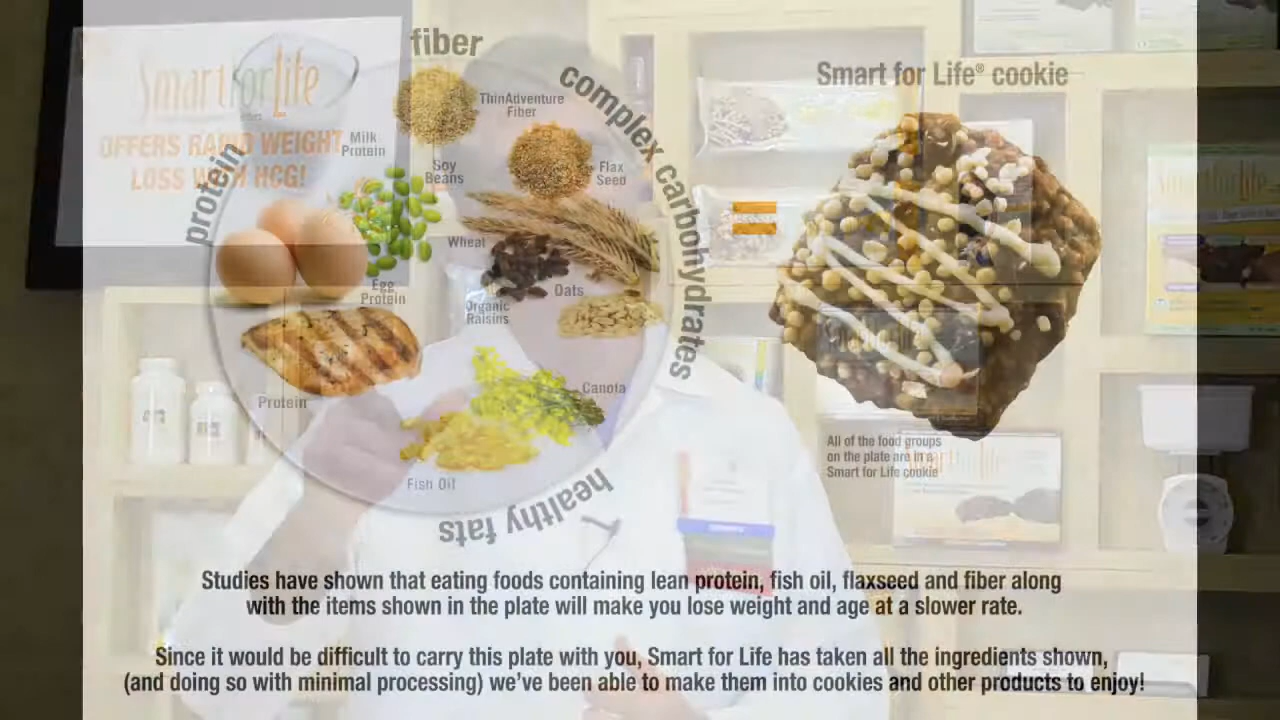 SmartforLife
OFFERS RAPID WEIGHT
LOSS WITH HCG!
fiber
protein
complex carbohydrates
healthy fats
ThinAdventure
Fiber
Milk
Protein
Soy
Beans
Flax
Seed
Wheat
Egg
Protein
Organic
Raisins
Oats
Protein
Canola
Fish Oil
Smart for Life® cookie
=
All of the food groups
on the plate are in a
Smart for Life cookie
Studies have shown that eating foods containing lean protein, fish oil, flaxseed and fiber along
with the items shown in the plate will make you lose weight and age at a slower rate.
Since it would be difficult to carry this plate with you, Smart for Life has taken all the ingredients shown,
(and doing so with minimal processing) we've been able to make them into cookies and other products to enjoy!